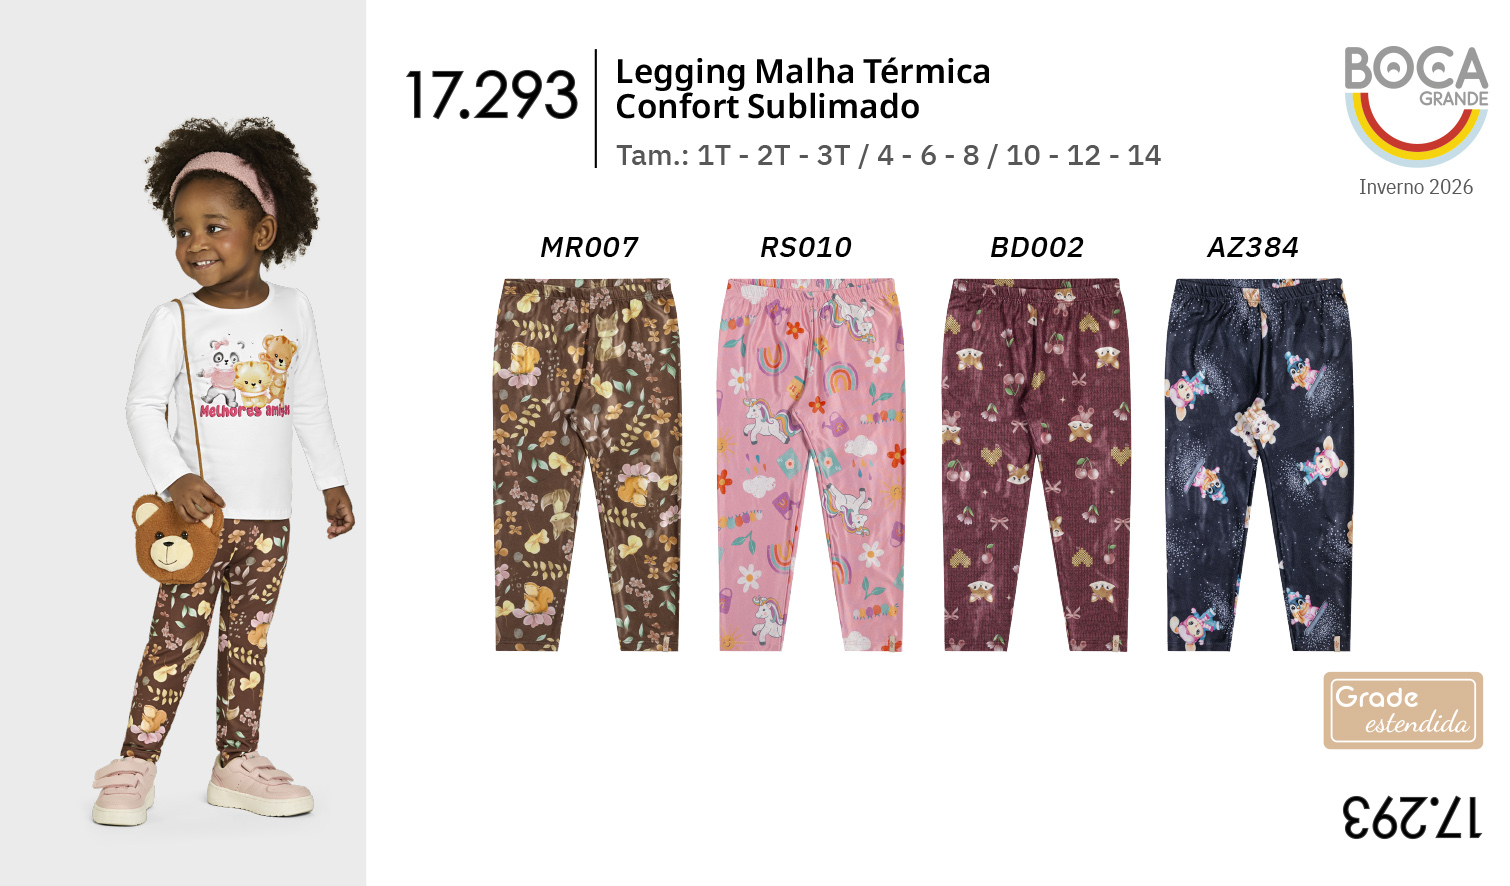 17.293
Legging Malha Térmica
Confort Sublimado
Tam.: 1T - 2T - 3T / 4 - 6 - 8 / 10 - 12 - 14
BOCA
GRANDE
Inverno 2026
MR007
RS010
BD002
AZ384
Melhores amigas
Grade
estendida
17.293